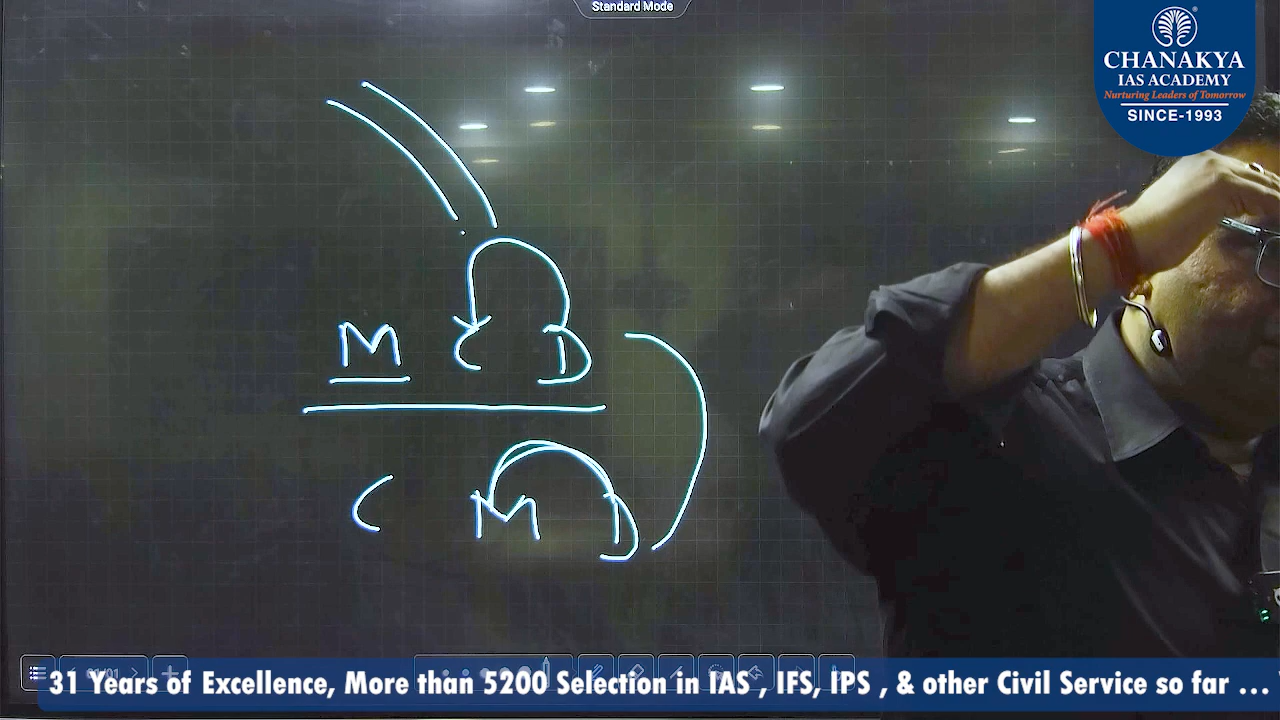 Standard Mode
CHANAKYA
IAS ACADEMY
Nurturing Leaders of Tomorrow
SINCE-1993
M C D
C M D
31 Years of Excellence, More than 5200 Selection in IAS , IFS, IPS , & other Civil Service so far ...